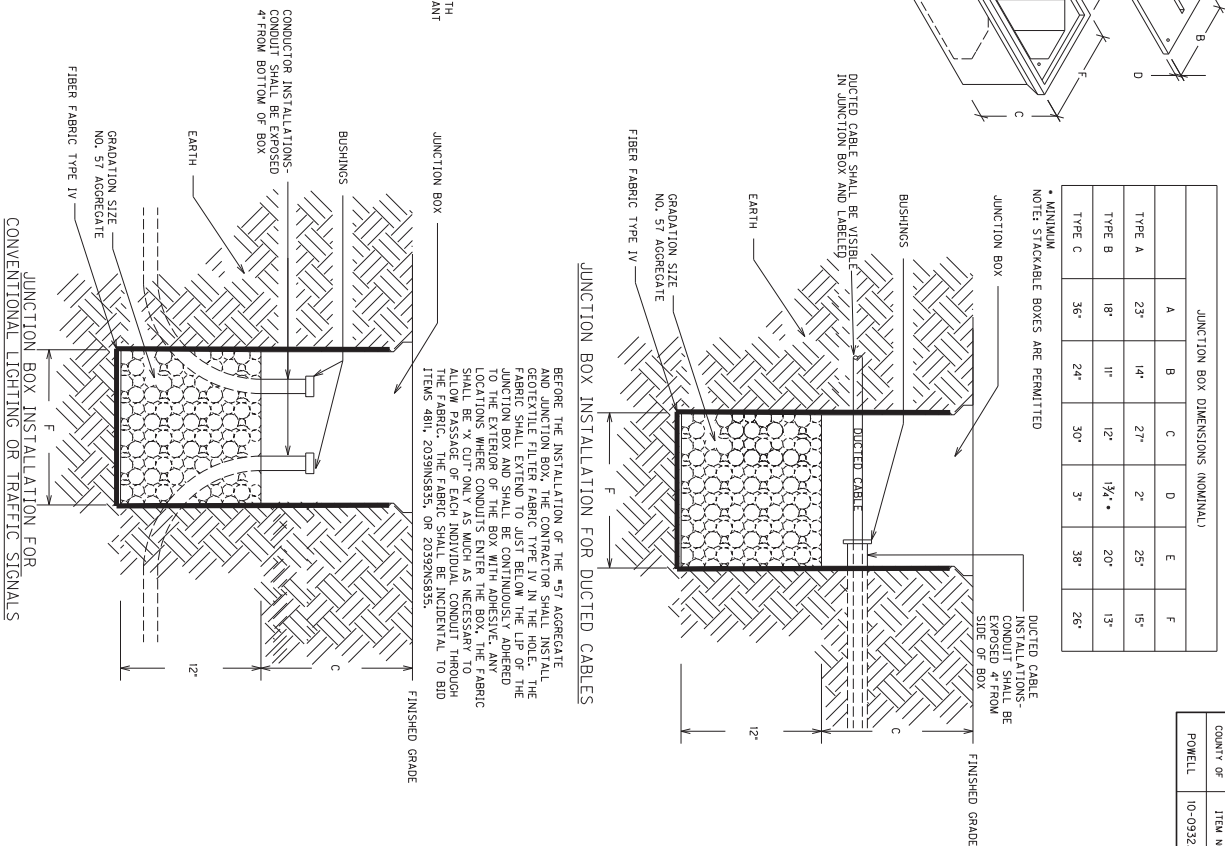 COUNTY OF
ITEM N
POWELL
10-0932
B
D
F
C
JUNCTION BOX DIMENSIONS (NOMINAL)
A B C D E F
TYPE A 23" 14" 27" 2" 25" 15"
TYPE B 18" 11" 12" 1¾" * 20" 13"
TYPE C 36" 24" 30" 3" 38" 26"
* MINIMUM
NOTE: STACKABLE BOXES ARE PERMITTED
JUNCTION BOX
BUSHINGS
DUCTED CABLE SHALL BE VISIBLE
IN JUNCTION BOX AND LABELED
EARTH
GRADATION SIZE
NO. 57 AGGREGATE
FIBER FABRIC TYPE IV
DUCTED CABLE
DUCTED CABLE
INSTALLATIONS-
CONDUIT SHALL BE
EXPOSED 4" FROM
SIDE OF BOX
FINISHED GRADE
C
12"
F
JUNCTION BOX INSTALLATION FOR DUCTED CABLES
BEFORE THE INSTALLATION OF THE #57 AGGREGATE
AND JUNCTION BOX, THE CONTRACTOR SHALL INSTALL
GEOTEXTILE FILTER FABRIC TYPE IV IN THE HOLE. THE
FABRIC SHALL EXTEND TO JUST BELOW THE LIP OF THE
JUNCTION BOX AND SHALL BE CONTINUOUSLY ADHERED
TO THE EXTERIOR OF THE BOX WITH ADHESIVE. ANY
LOCATIONS WHERE CONDUITS ENTER THE BOX, THE FABRIC
SHALL BE "X CUT" ONLY AS MUCH AS NECESSARY TO
ALLOW PASSAGE OF EACH INDIVIDUAL CONDUIT THROUGH
THE FABRIC. THE FABRIC SHALL BE INCIDENTAL TO BID
ITEMS 4811, 20391NS835, OR 20392NS835.
TH
ANT
JUNCTION BOX
BUSHINGS
CONDUCTOR INSTALLATIONS-
CONDUIT SHALL BE EXPOSED
4" FROM BOTTOM OF BOX
EARTH
GRADATION SIZE
NO. 57 AGGREGATE
FIBER FABRIC TYPE IV
FINISHED GRADE
C
12"
F
JUNCTION BOX INSTALLATION FOR
CONVENTIONAL LIGHTING OR TRAFFIC SIGNALS